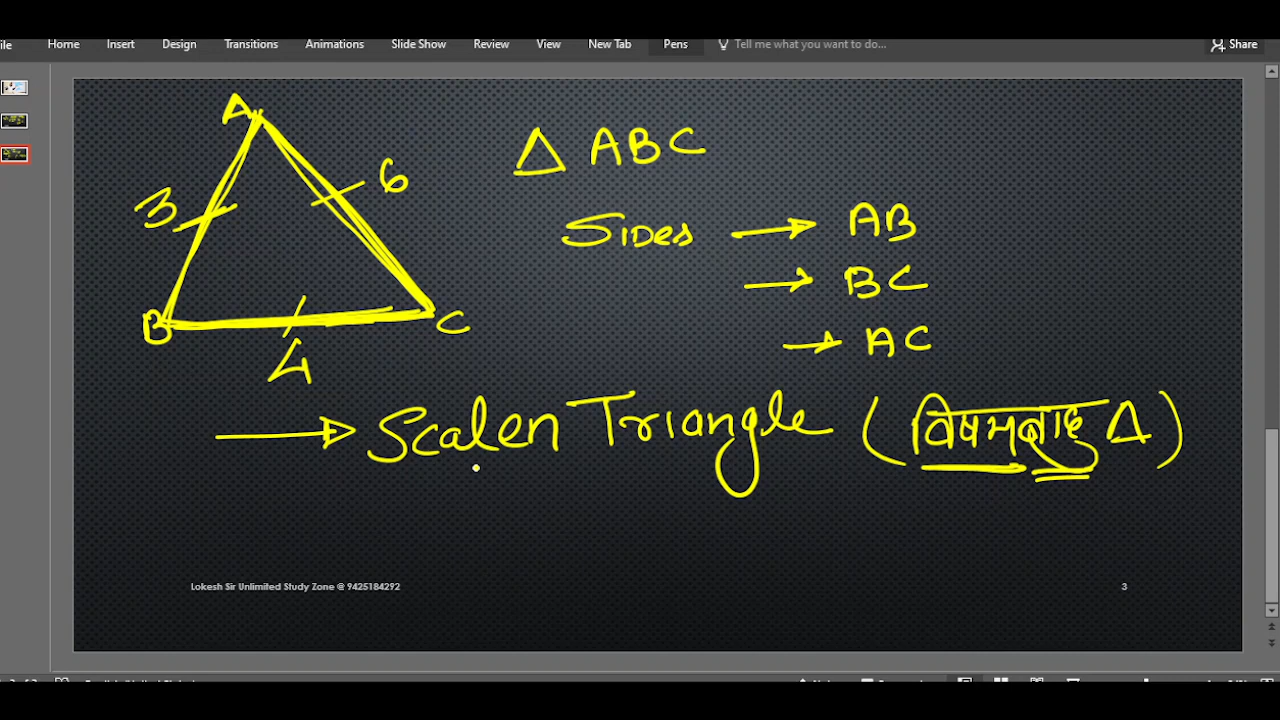 Home Insert Design Transitions Animations Slide Show Review View New Tab Pens Tell me what you want to do... Share
A
3
6
B
C
4
Δ ABC
Sides → AB
→ BC
→ AC
→ Scalen Triangle (विषमबाहु Δ)
Lokesh Sir Unlimited Study Zone @ 9425184292
3